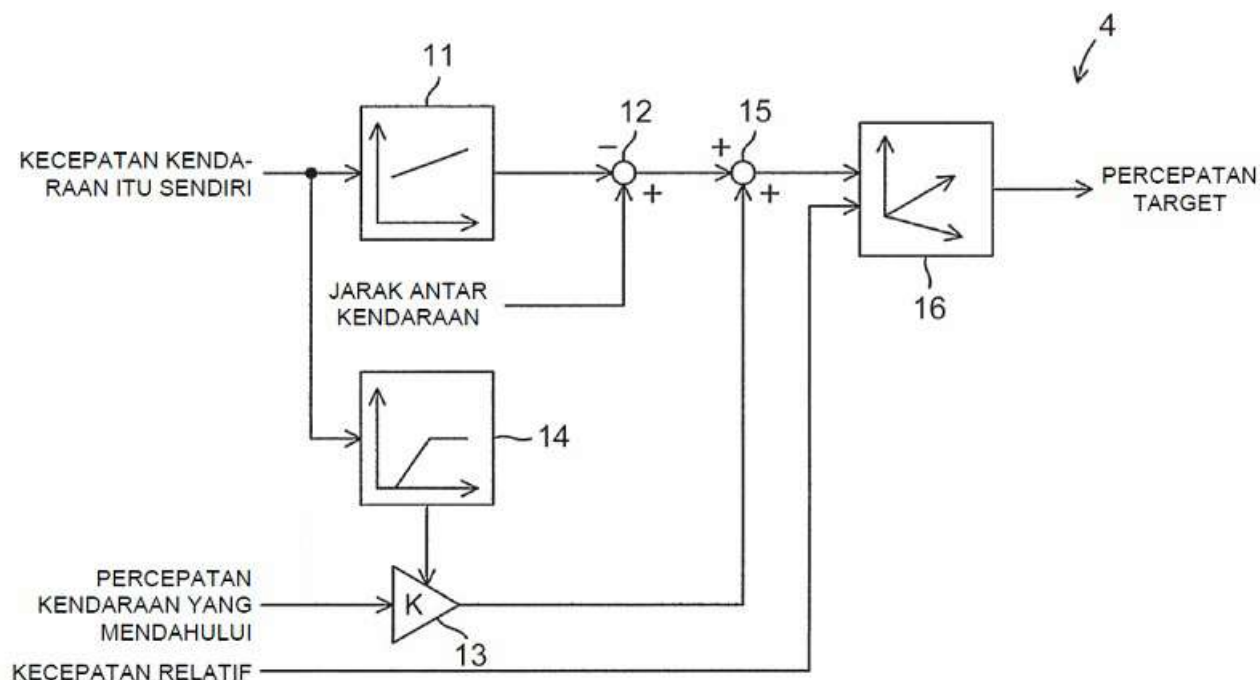 4
11
12
15
KECEPATAN KENDA-
RAAN ITU SENDIRI
−
+
+
+
PERCEPATAN
TARGET
16
JARAK ANTAR
KENDARAAN
14
PERCEPATAN
KENDARAAN YANG
MENDAHULUI
K
13
KECEPATAN RELATIF